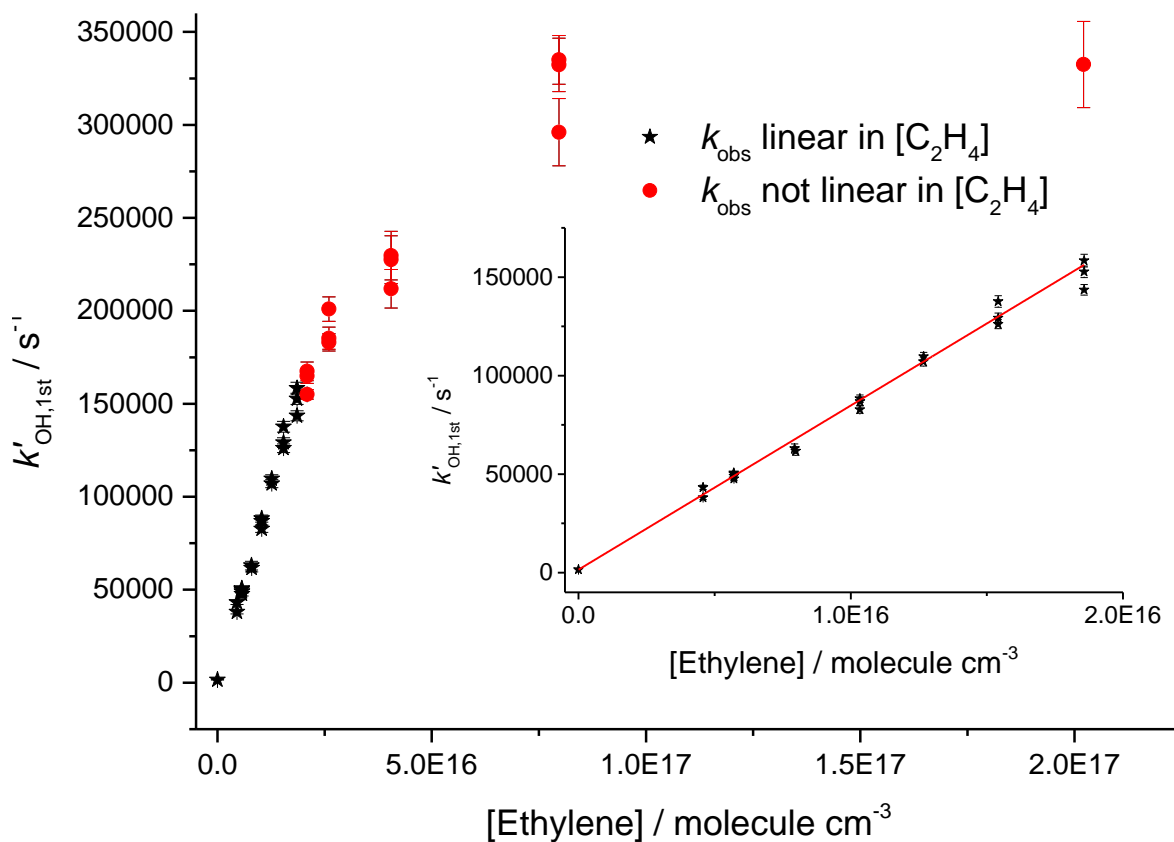 350000
300000
250000
200000
150000
100000
50000
0
k′OH,1st / s⁻¹
0.0
5.0E16
1.0E17
1.5E17
2.0E17
[Ethylene] / molecule cm⁻³
kobs linear in [C₂H₄]
kobs not linear in [C₂H₄]
150000
100000
50000
0
k′OH,1st / s⁻¹
0.0
1.0E16
2.0E16
[Ethylene] / molecule cm⁻³